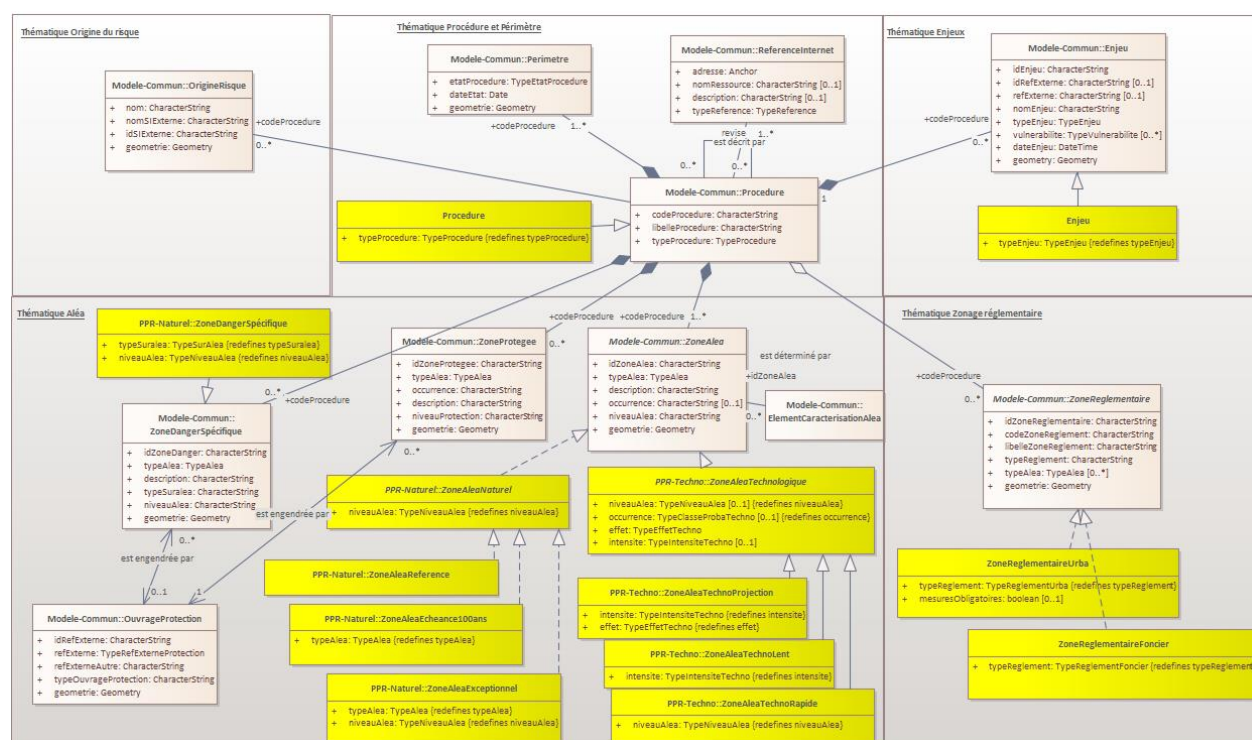 Thématique Origine du risque
Modele-Commun::OrigineRisque
+ nom: CharacterString
+ nomSIExterne: CharacterString
+ idSIExterne: CharacterString
+ geometrie: Geometry
+codeProcedure
0..*
Thématique Procédure et Périmètre
Modele-Commun::Perimetre
+ etatProcedure: TypeEtatProcedure
+ dateEtat: Date
+ geometrie: Geometry
+codeProcedure 1..*
Modele-Commun::ReferenceInternet
+ adresse: Anchor
+ nomRessource: CharacterString [0..1]
+ description: CharacterString [0..1]
+ typeReference: TypeReference
revise 1..*
est décrit par
0..* 0..*
Modele-Commun::Procedure
+ codeProcedure: CharacterString
+ libelleProcedure: CharacterString
+ typeProcedure: TypeProcedure
Procedure
+ typeProcedure: TypeProcedure {redefines typeProcedure}
Thématique Enjeux
Modele-Commun::Enjeu
+ idEnjeu: CharacterString
+ idRefExterne: CharacterString [0..1]
+ refExterne: CharacterString [0..1]
+ nomEnjeu: CharacterString
+ typeEnjeu: TypeEnjeu
+ vulnerabilite: TypeVulnerabilite [0..*]
+ dateEnjeu: DateTime
+ geometry: Geometry
+codeProcedure
0..*
1
Enjeu
+ typeEnjeu: TypeEnjeu {redefines typeEnjeu}
Thématique Aléa
PPR-Naturel::ZoneDangerSpécifique
+ typeSuralea: TypeSurAlea {redefines typeSuralea}
+ niveauAlea: TypeNiveauAlea {redefines niveauAlea}
0..*
+codeProcedure
Modele-Commun::
ZoneDangerSpécifique
+ idZoneDanger: CharacterString
+ typeAlea: TypeAlea
+ description: CharacterString
+ typeSuralea: CharacterString
+ niveauAlea: CharacterString
+ geometrie: Geometry
0..*
est engendrée par
0..1
Modele-Commun::OuvrageProtection
+ idRefExterne: CharacterString
+ refExterne: TypeRefExterneProtection
+ refExterneAutre: CharacterString
+ typeOuvrageProtection: CharacterString
+ geometrie: Geometry
+codeProcedure
0..*
Modele-Commun::ZoneProtegee
+ idZoneProtegee: CharacterString
+ typeAlea: TypeAlea
+ occurrence: CharacterString
+ description: CharacterString
+ niveauProtection: CharacterString
+ geometrie: Geometry
0..*
est engendrée par
1
+codeProcedure 1..*
Modele-Commun::ZoneAlea
+ idZoneAlea: CharacterString
+ typeAlea: TypeAlea
+ description: CharacterString
+ occurrence: CharacterString [0..1]
+ niveauAlea: CharacterString
+ geometrie: Geometry
est déterminé par
+idZoneAlea
0..*
Modele-Commun::
ElementCaracterisationAlea
PPR-Naturel::ZoneAleaNaturel
+ niveauAlea: TypeNiveauAlea {redefines niveauAlea}
PPR-Naturel::ZoneAleaReference
PPR-Naturel::ZoneAleaEcheance100ans
+ typeAlea: TypeAlea {redefines typeAlea}
PPR-Naturel::ZoneAleaExceptionnel
+ typeAlea: TypeAlea {redefines typeAlea}
+ niveauAlea: TypeNiveauAlea {redefines niveauAlea}
PPR-Techno::ZoneAleaTechnologique
+ niveauAlea: TypeNiveauAlea [0..1] {redefines niveauAlea}
+ occurrence: TypeClasseProbaTechno [0..1] {redefines occurrence}
+ effet: TypeEffetTechno
+ intensite: TypeIntensiteTechno [0..1]
PPR-Techno::ZoneAleaTechnoProjection
+ intensite: TypeIntensiteTechno {redefines intensite}
+ effet: TypeEffetTechno {redefines effet}
PPR-Techno::ZoneAleaTechnoLent
+ intensite: TypeIntensiteTechno {redefines intensite}
PPR-Techno::ZoneAleaTechnoRapide
+ niveauAlea: TypeNiveauAlea {redefines niveauAlea}
Thématique Zonage réglementaire
+codeProcedure
0..*
Modele-Commun::ZoneReglementaire
+ idZoneReglementaire: CharacterString
+ codeZoneReglement: CharacterString
+ libelleZoneReglement: CharacterString
+ typeReglement: CharacterString
+ typeAlea: TypeAlea [0..*]
+ geometrie: Geometry
ZoneReglementaireUrba
+ typeReglement: TypeReglementUrba {redefines typeReglement}
+ mesuresObligatoires: boolean [0..1]
ZoneReglementaireFoncier
+ typeReglement: TypeReglementFoncier {redefines typeReglement